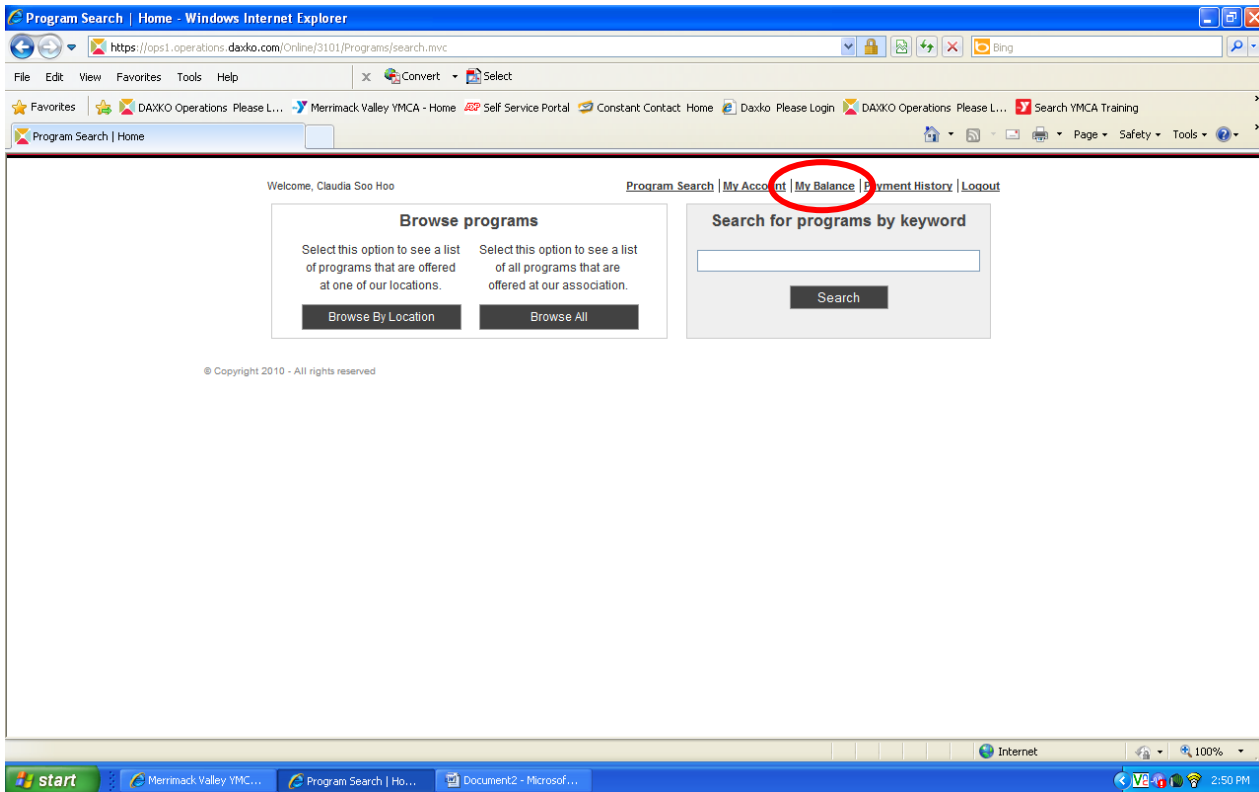 Program Search | Home - Windows Internet Explorer
https://ops1.operations.daxko.com/Online/3101/Programs/search.mvc
Bing
File Edit View Favorites Tools Help x Convert Select
Favorites DAXKO Operations Please L... Merrimack Valley YMCA - Home Self Service Portal Constant Contact Home Daxko Please Login DAXKO Operations Please L... Search YMCA Training
Program Search | Home
Page Safety Tools
Welcome, Claudia Soo Hoo
Program Search | My Account | My Balance | Payment History | Logout
Browse programs
Select this option to see a list
of programs that are offered
at one of our locations.
Browse By Location
Select this option to see a list
of all programs that are
offered at our association.
Browse All
Search for programs by keyword
Search
© Copyright 2010 - All rights reserved
Internet 100%
start Merrimack Valley YMC... Program Search | Ho... Document2 - Microsof... 2:50 PM